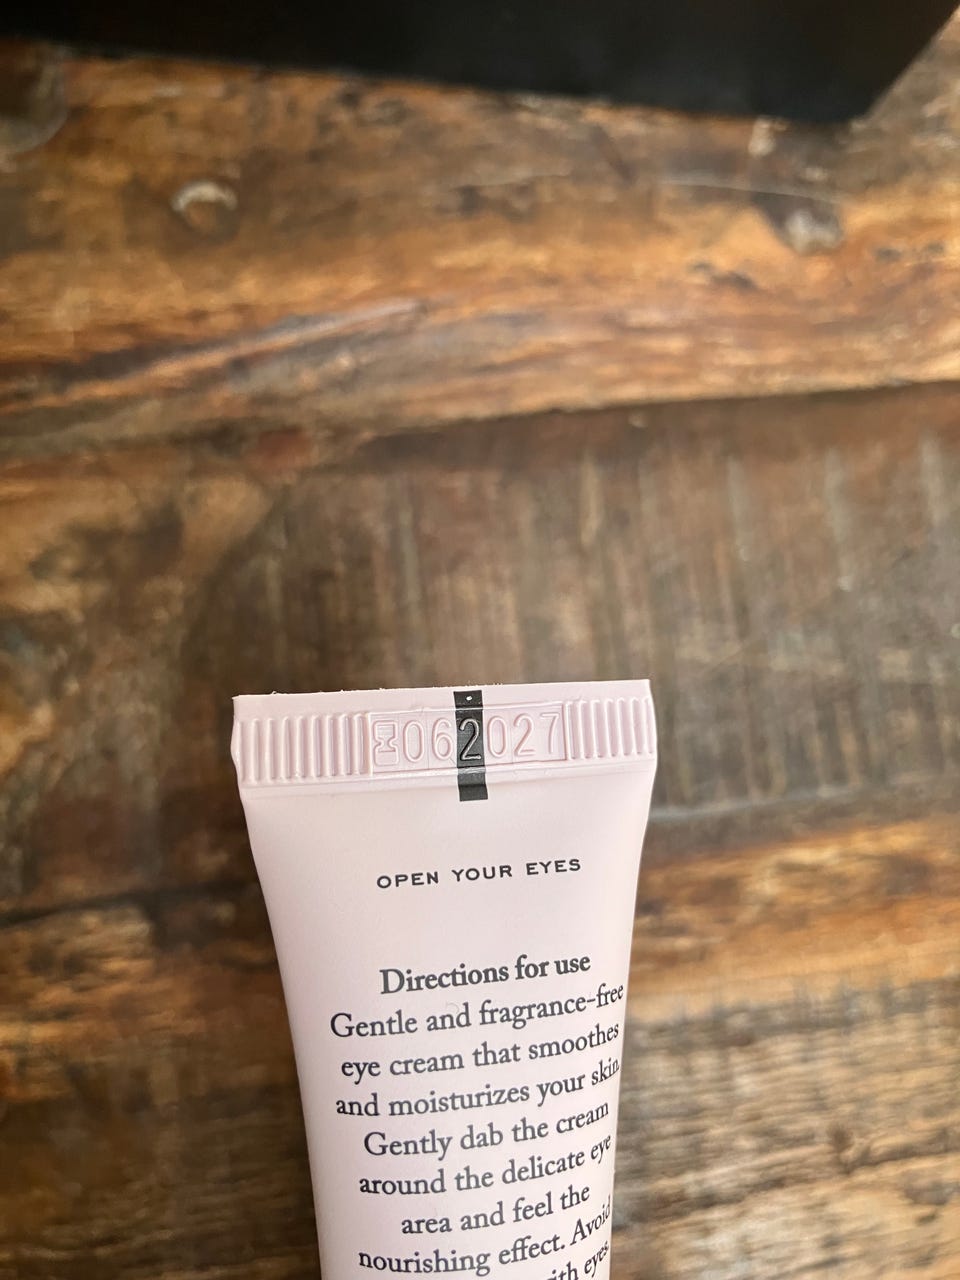 062027
OPEN YOUR EYES
Directions for use
Gentle and fragrance-free
eye cream that smoothes
and moisturizes your skin
Gently dab the cream
around the delicate eye
area and feel the
nourishing effect. Avoid
eyes.